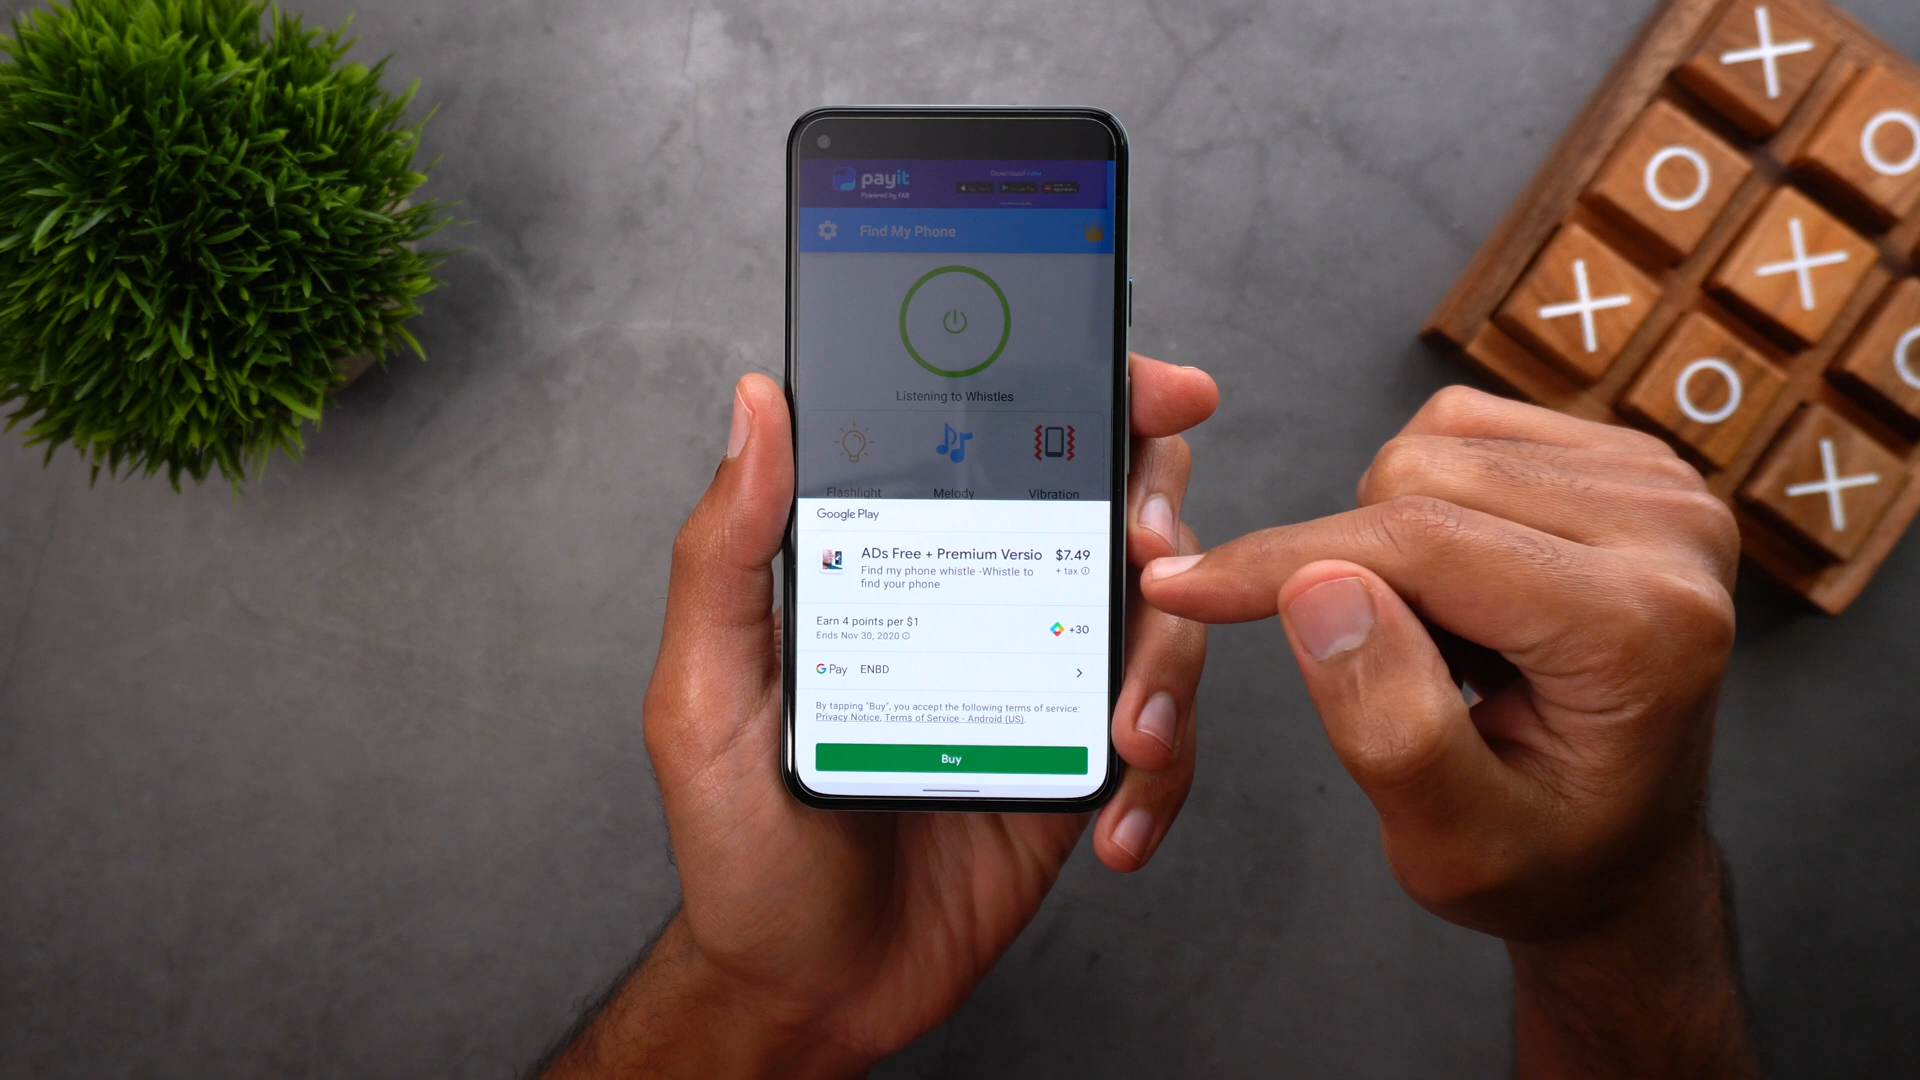 payit
Powered by FAB
Download now
Find My Phone
Listening to Whistles
Flashlight Melody Vibration
Google Play
ADs Free + Premium Versio $7.49
Find my phone whistle -Whistle to + tax
find your phone
Earn 4 points per $1
Ends Nov 30, 2020
+30
G Pay ENBD
By tapping "Buy", you accept the following terms of service:
Privacy Notice, Terms of Service - Android (US).
Buy
X
O
O
X
X
O
O
X